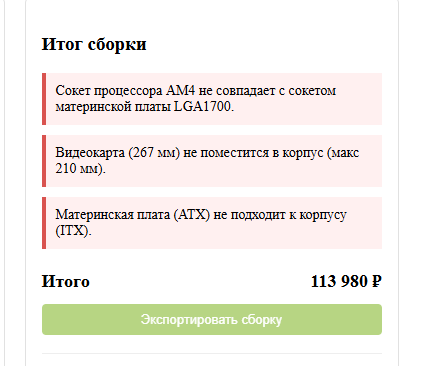 Итог сборки
Сокет процессора AM4 не совпадает с сокетом
материнской платы LGA1700.
Видеокарта (267 мм) не поместится в корпус (макс
210 мм).
Материнская плата (ATX) не подходит к корпусу
(ITX).
Итого 113 980 ₽
Экспортировать сборку